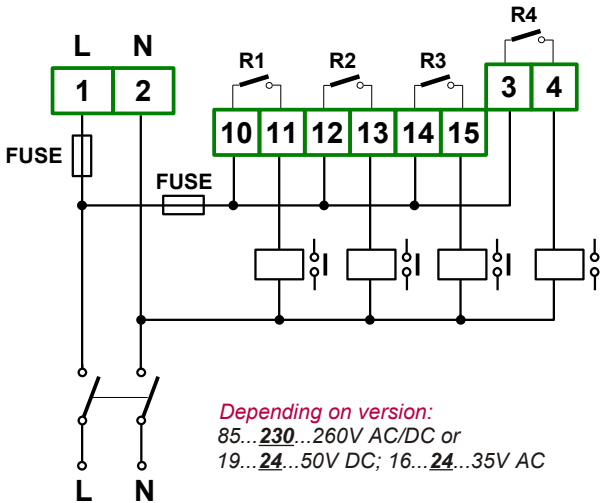 R4
L N
R1 R2 R3
1 2
3 4
10 11 12 13 14 15
FUSE
FUSE
Depending on version:
85...230...260V AC/DC or
19...24...50V DC; 16...24...35V AC
L N